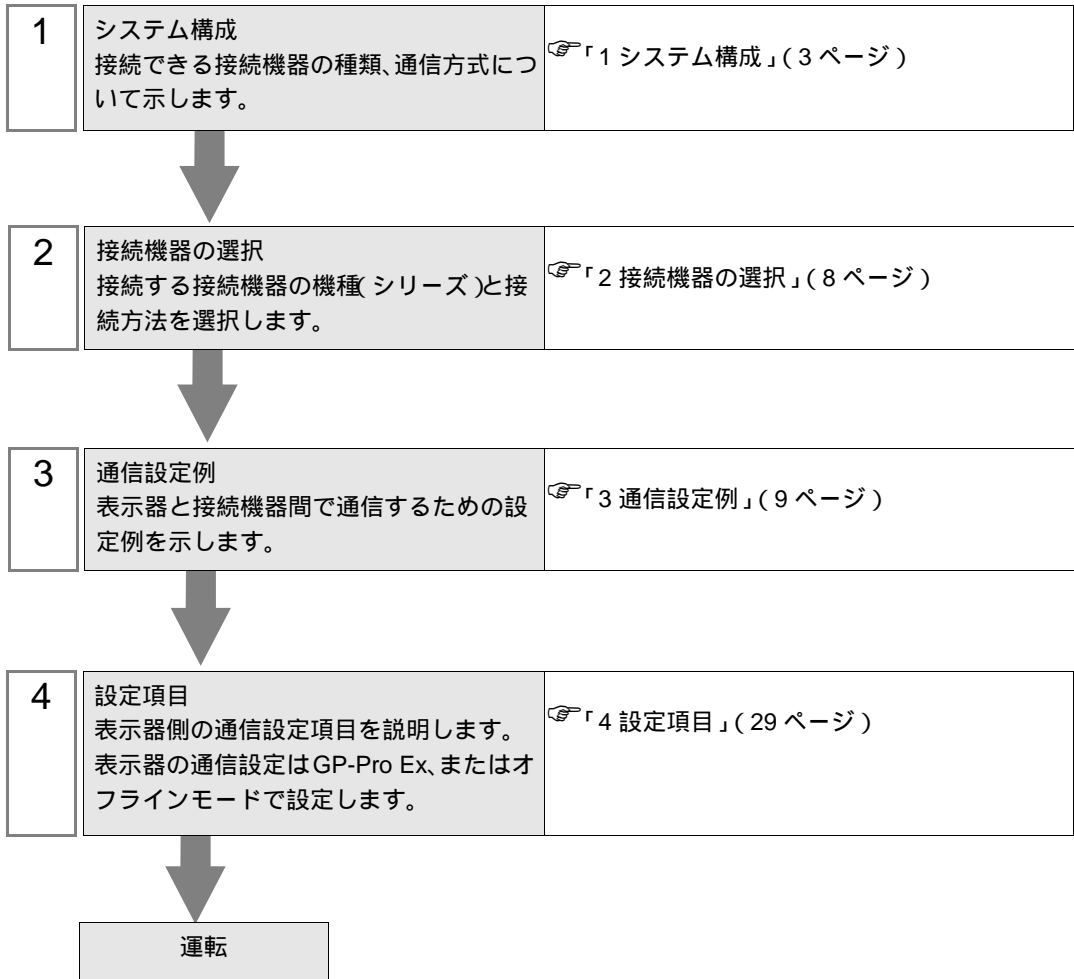 1
システム構成
接続できる接続機器の種類、通信方式につ
いて示します。
☞「1 システム構成」(3 ページ)
2
接続機器の選択
接続する接続機器の機種(シリーズ)と接
続方法を選択します。
☞「2 接続機器の選択」(8 ページ)
3
通信設定例
表示器と接続機器間で通信するための設
定例を示します。
☞「3 通信設定例」(9 ページ)
4
設定項目
表示器側の通信設定項目を説明します。
表示器の通信設定はGP-Pro Ex、またはオ
フラインモードで設定します。
☞「4 設定項目」(29 ページ)
運転